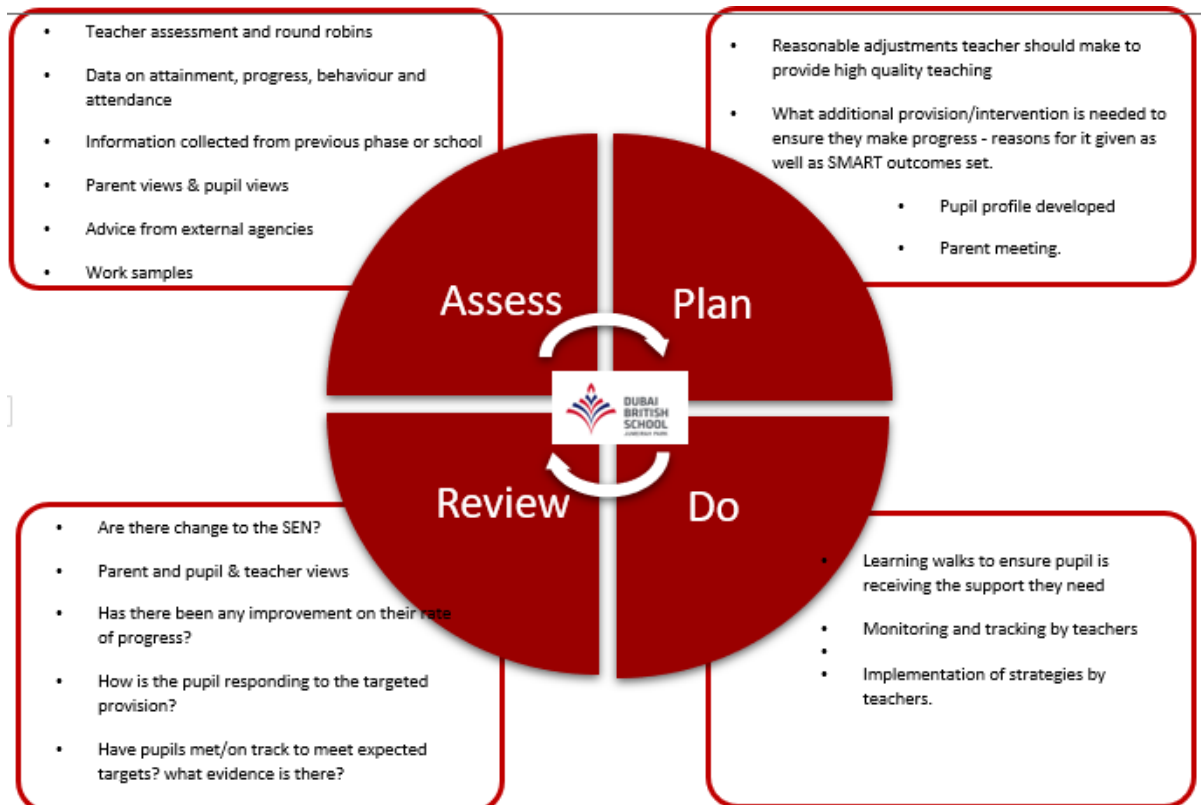 • Teacher assessment and round robins
• Data on attainment, progress, behaviour and
attendance
• Information collected from previous phase or school
• Parent views & pupil views
• Advice from external agencies
• Work samples
• Reasonable adjustments teacher should make to
provide high quality teaching
• What additional provision/intervention is needed to
ensure they make progress - reasons for it given as
well as SMART outcomes set.
• Pupil profile developed
• Parent meeting.
Assess
Plan
DUBAI
BRITISH
SCHOOL
JUMEIRAH PARK
Review
Do
• Are there change to the SEN?
• Parent and pupil & teacher views
• Has there been any improvement on their rate
of progress?
• How is the pupil responding to the targeted
provision?
• Have pupils met/on track to meet expected
targets? what evidence is there?
• Learning walks to ensure pupil is
receiving the support they need
• Monitoring and tracking by teachers
•
• Implementation of strategies by
teachers.